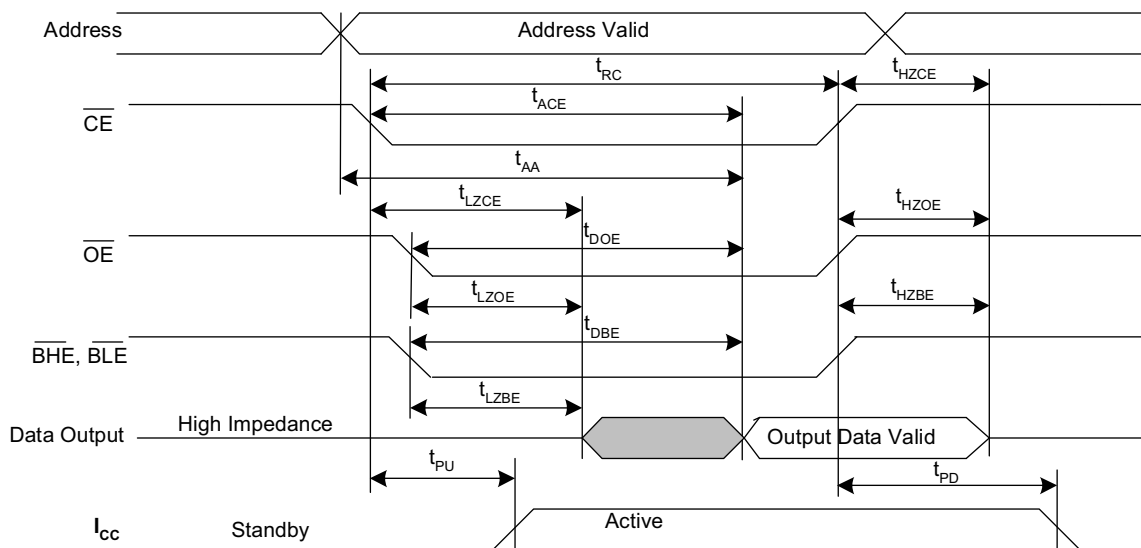 Address Address Valid
tRC tHZCE
tACE
CE
tAA
tLZCE tHZOE
tDOE
OE
tLZOE tHZBE
tDBE
BHE, BLE
tLZBE
Data Output High Impedance Output Data Valid
tPU tPD
ICC Standby Active